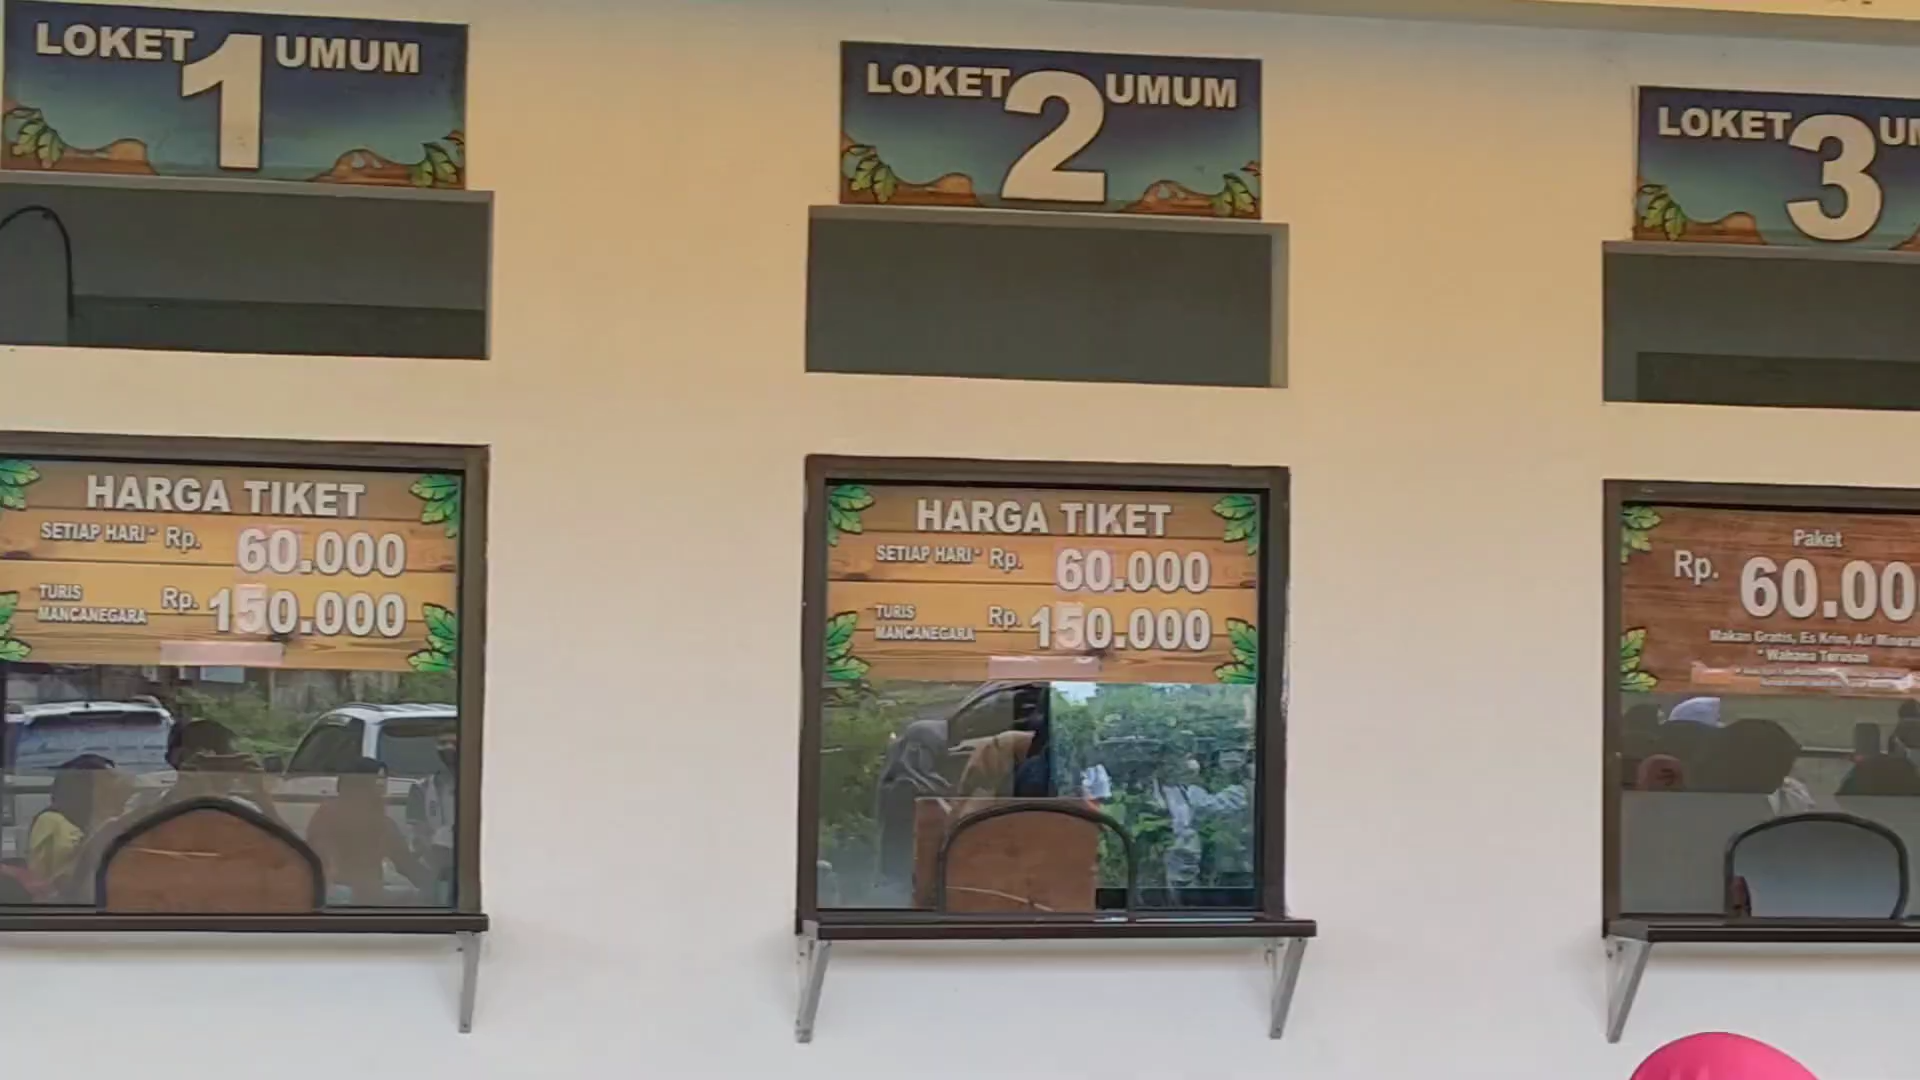 LOKET 1 UMUM
HARGA TIKET
SETIAP HARI* Rp. 60.000
TURIS MANCANEGARA Rp. 150.000
LOKET 2 UMUM
HARGA TIKET
SETIAP HARI* Rp. 60.000
TURIS MANCANEGARA Rp. 150.000
LOKET 3 UM
Paket
Rp. 60.00
Makan Gratis, Es Krim, Air Mineral
* Wahana Terusan